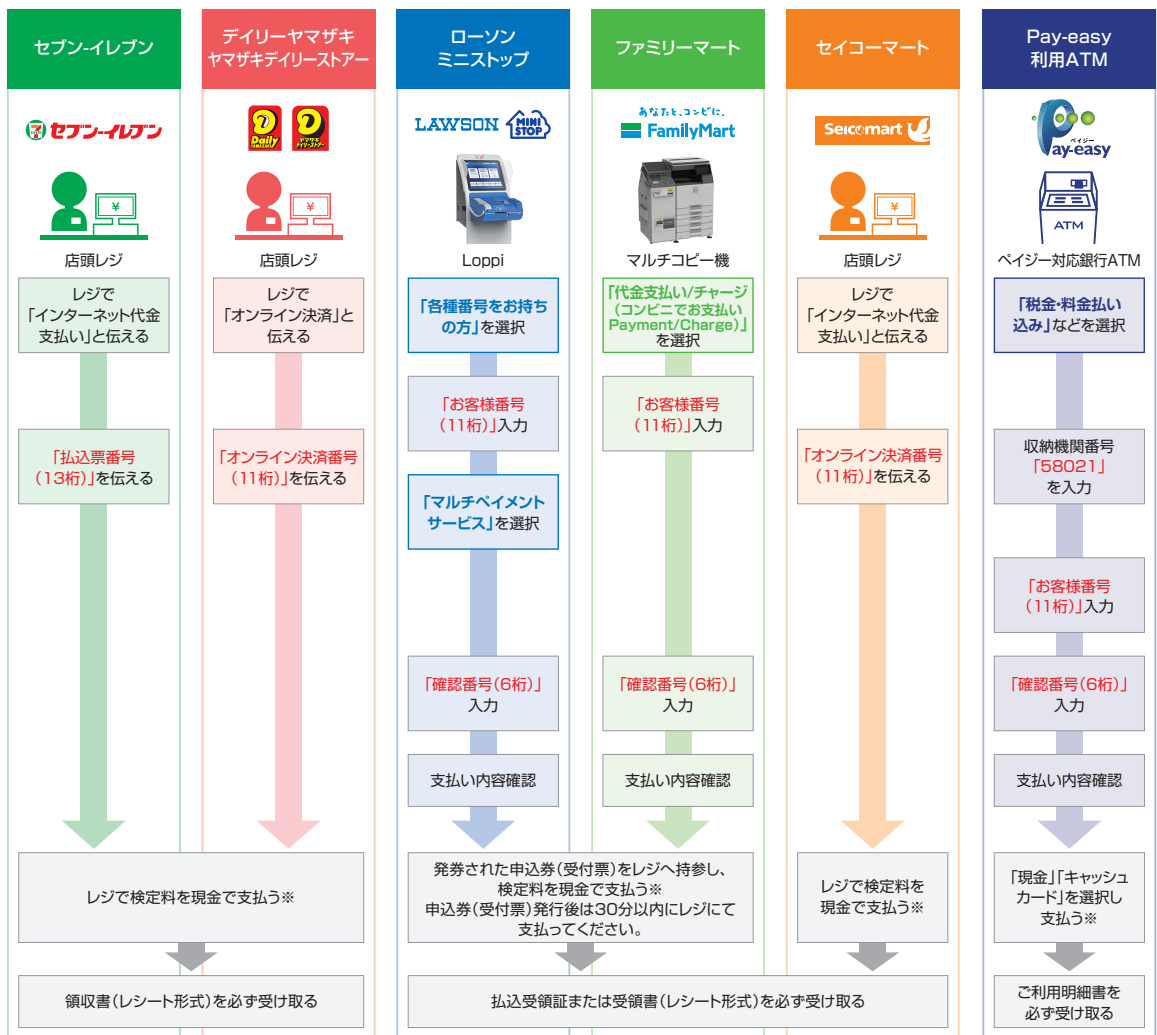 セブン-イレブン
セブン-イレブン
¥
店頭レジ
レジで
「インターネット代金
支払い」と伝える
「払込票番号
(13桁)」を伝える
デイリーヤマザキ
ヤマザキデイリーストアー
Daily
YAMAZAKI
ヤマザキ
デイリーストアー
¥
店頭レジ
レジで
「オンライン決済」と
伝える
「オンライン決済番号
(11桁)」を伝える
レジで検定料を現金で支払う※
領収書(レシート形式)を必ず受け取る
ローソン
ミニストップ
LAWSON
MINI
STOP
Loppi
「各種番号をお持ち
の方」を選択
「お客様番号
(11桁)」入力
「マルチペイメント
サービス」を選択
「確認番号(6桁)」
入力
支払い内容確認
ファミリーマート
あなたと、コンビに、
FamilyMart
マルチコピー機
「代金支払い/チャージ
(コンビニでお支払い
Payment/Charge)」
を選択
「お客様番号
(11桁)」入力
「確認番号(6桁)」
入力
支払い内容確認
発券された申込券(受付票)をレジへ持参し、
検定料を現金で支払う※
申込券(受付票)発行後は30分以内にレジにて
支払ってください。
セイコーマート
Seicomart
¥
店頭レジ
レジで
「インターネット代金
支払い」と伝える
「オンライン決済番号
(11桁)」を伝える
レジで検定料を
現金で支払う※
払込受領証または受領書(レシート形式)を必ず受け取る
Pay-easy
利用ATM
ペイジー
Pay-easy
ATM
ペイジー対応銀行ATM
「税金・料金払い
込み」などを選択
収納機関番号
「58021」
を入力
「お客様番号
(11桁)」入力
「確認番号(6桁)」
入力
支払い内容確認
「現金」「キャッシュ
カード」を選択し
支払う※
ご利用明細書を
必ず受け取る